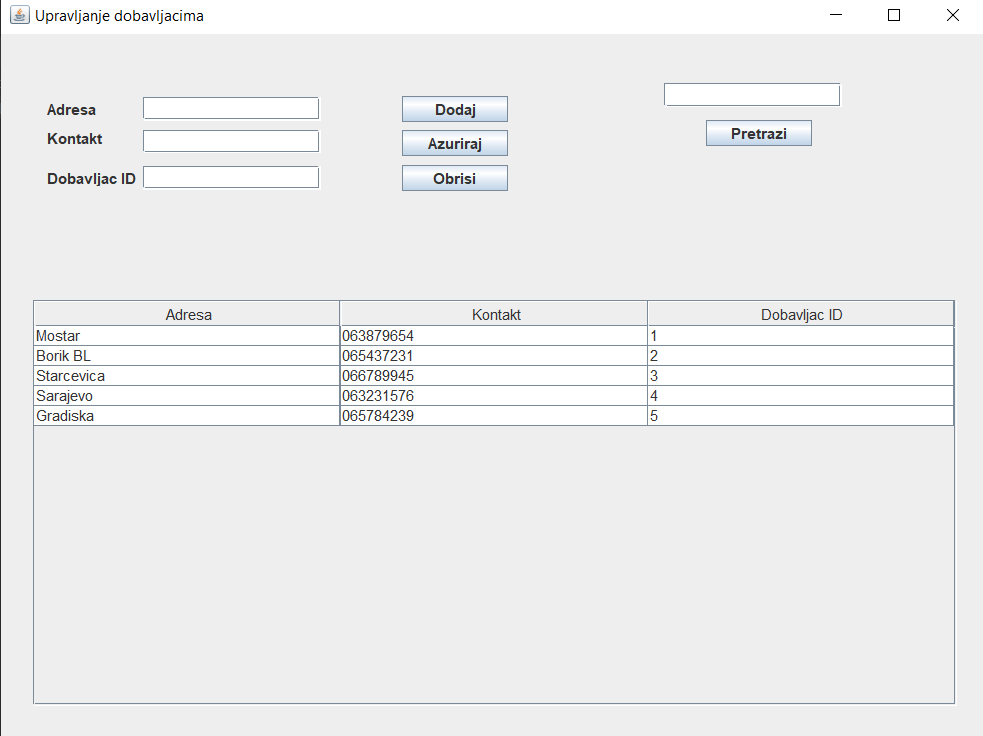 Upravljanje dobavljacima
Adresa
Kontakt
Dobavljac ID
Dodaj
Azuriraj
Obrisi
Pretrazi
Adresa Kontakt Dobavljac ID
Mostar 063879654 1
Borik BL 065437231 2
Starcevica 066789945 3
Sarajevo 063231576 4
Gradiska 065784239 5